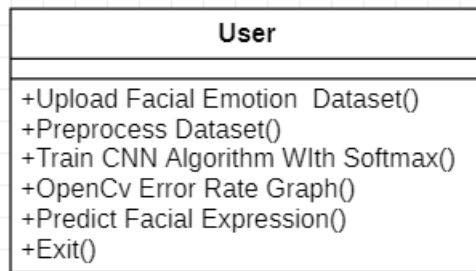 User
+Upload Facial Emotion  Dataset()
+Preprocess Dataset()
+Train CNN Algorithm WIth Softmax()
+OpenCv Error Rate Graph()
+Predict Facial Expression()
+Exit()